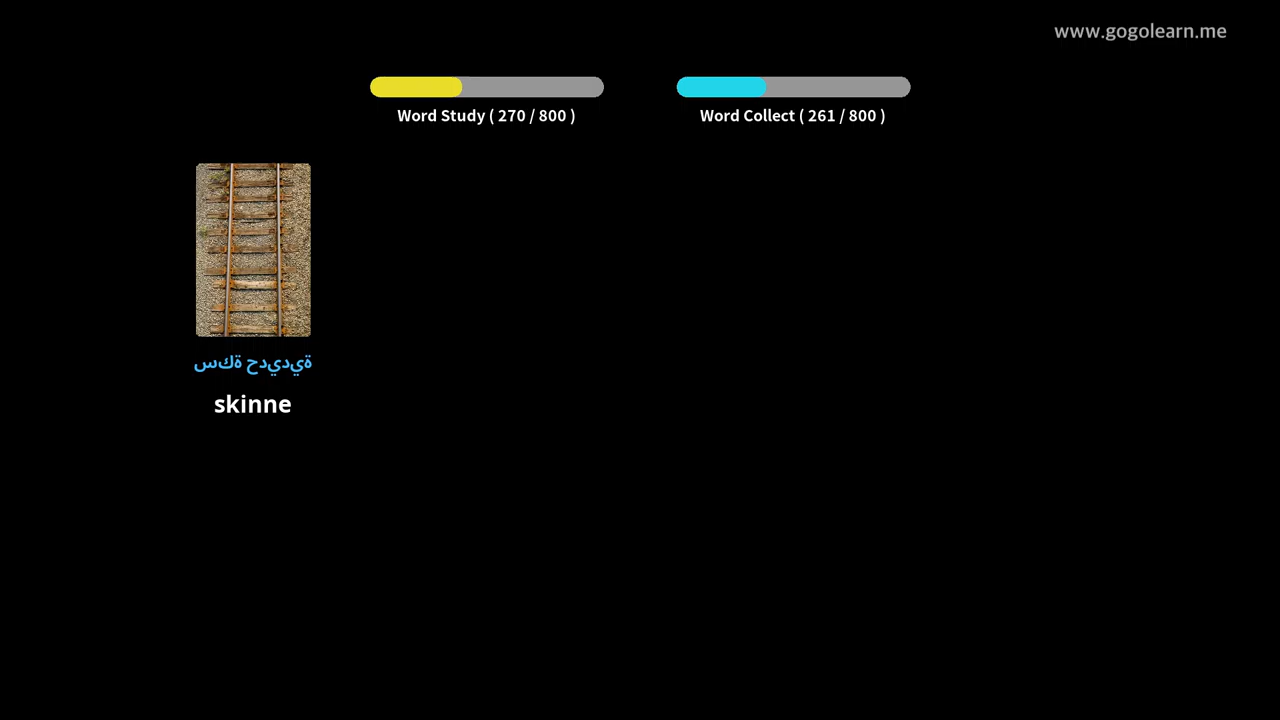 www.gogolearn.me
Word Study ( 270 / 800 )
Word Collect ( 261 / 800 )
سكة حديدية
skinne